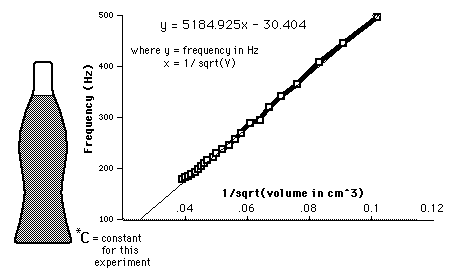 500
400
300
200
100
Frequency (Hz)
y = 5184.925x - 30.404
where y = frequency in Hz
x = 1/ sqrt(V)
1/sqrt(volume in cm^3)
.04
.06
.08
0.1
0.12
*C = constant
for this
experiment